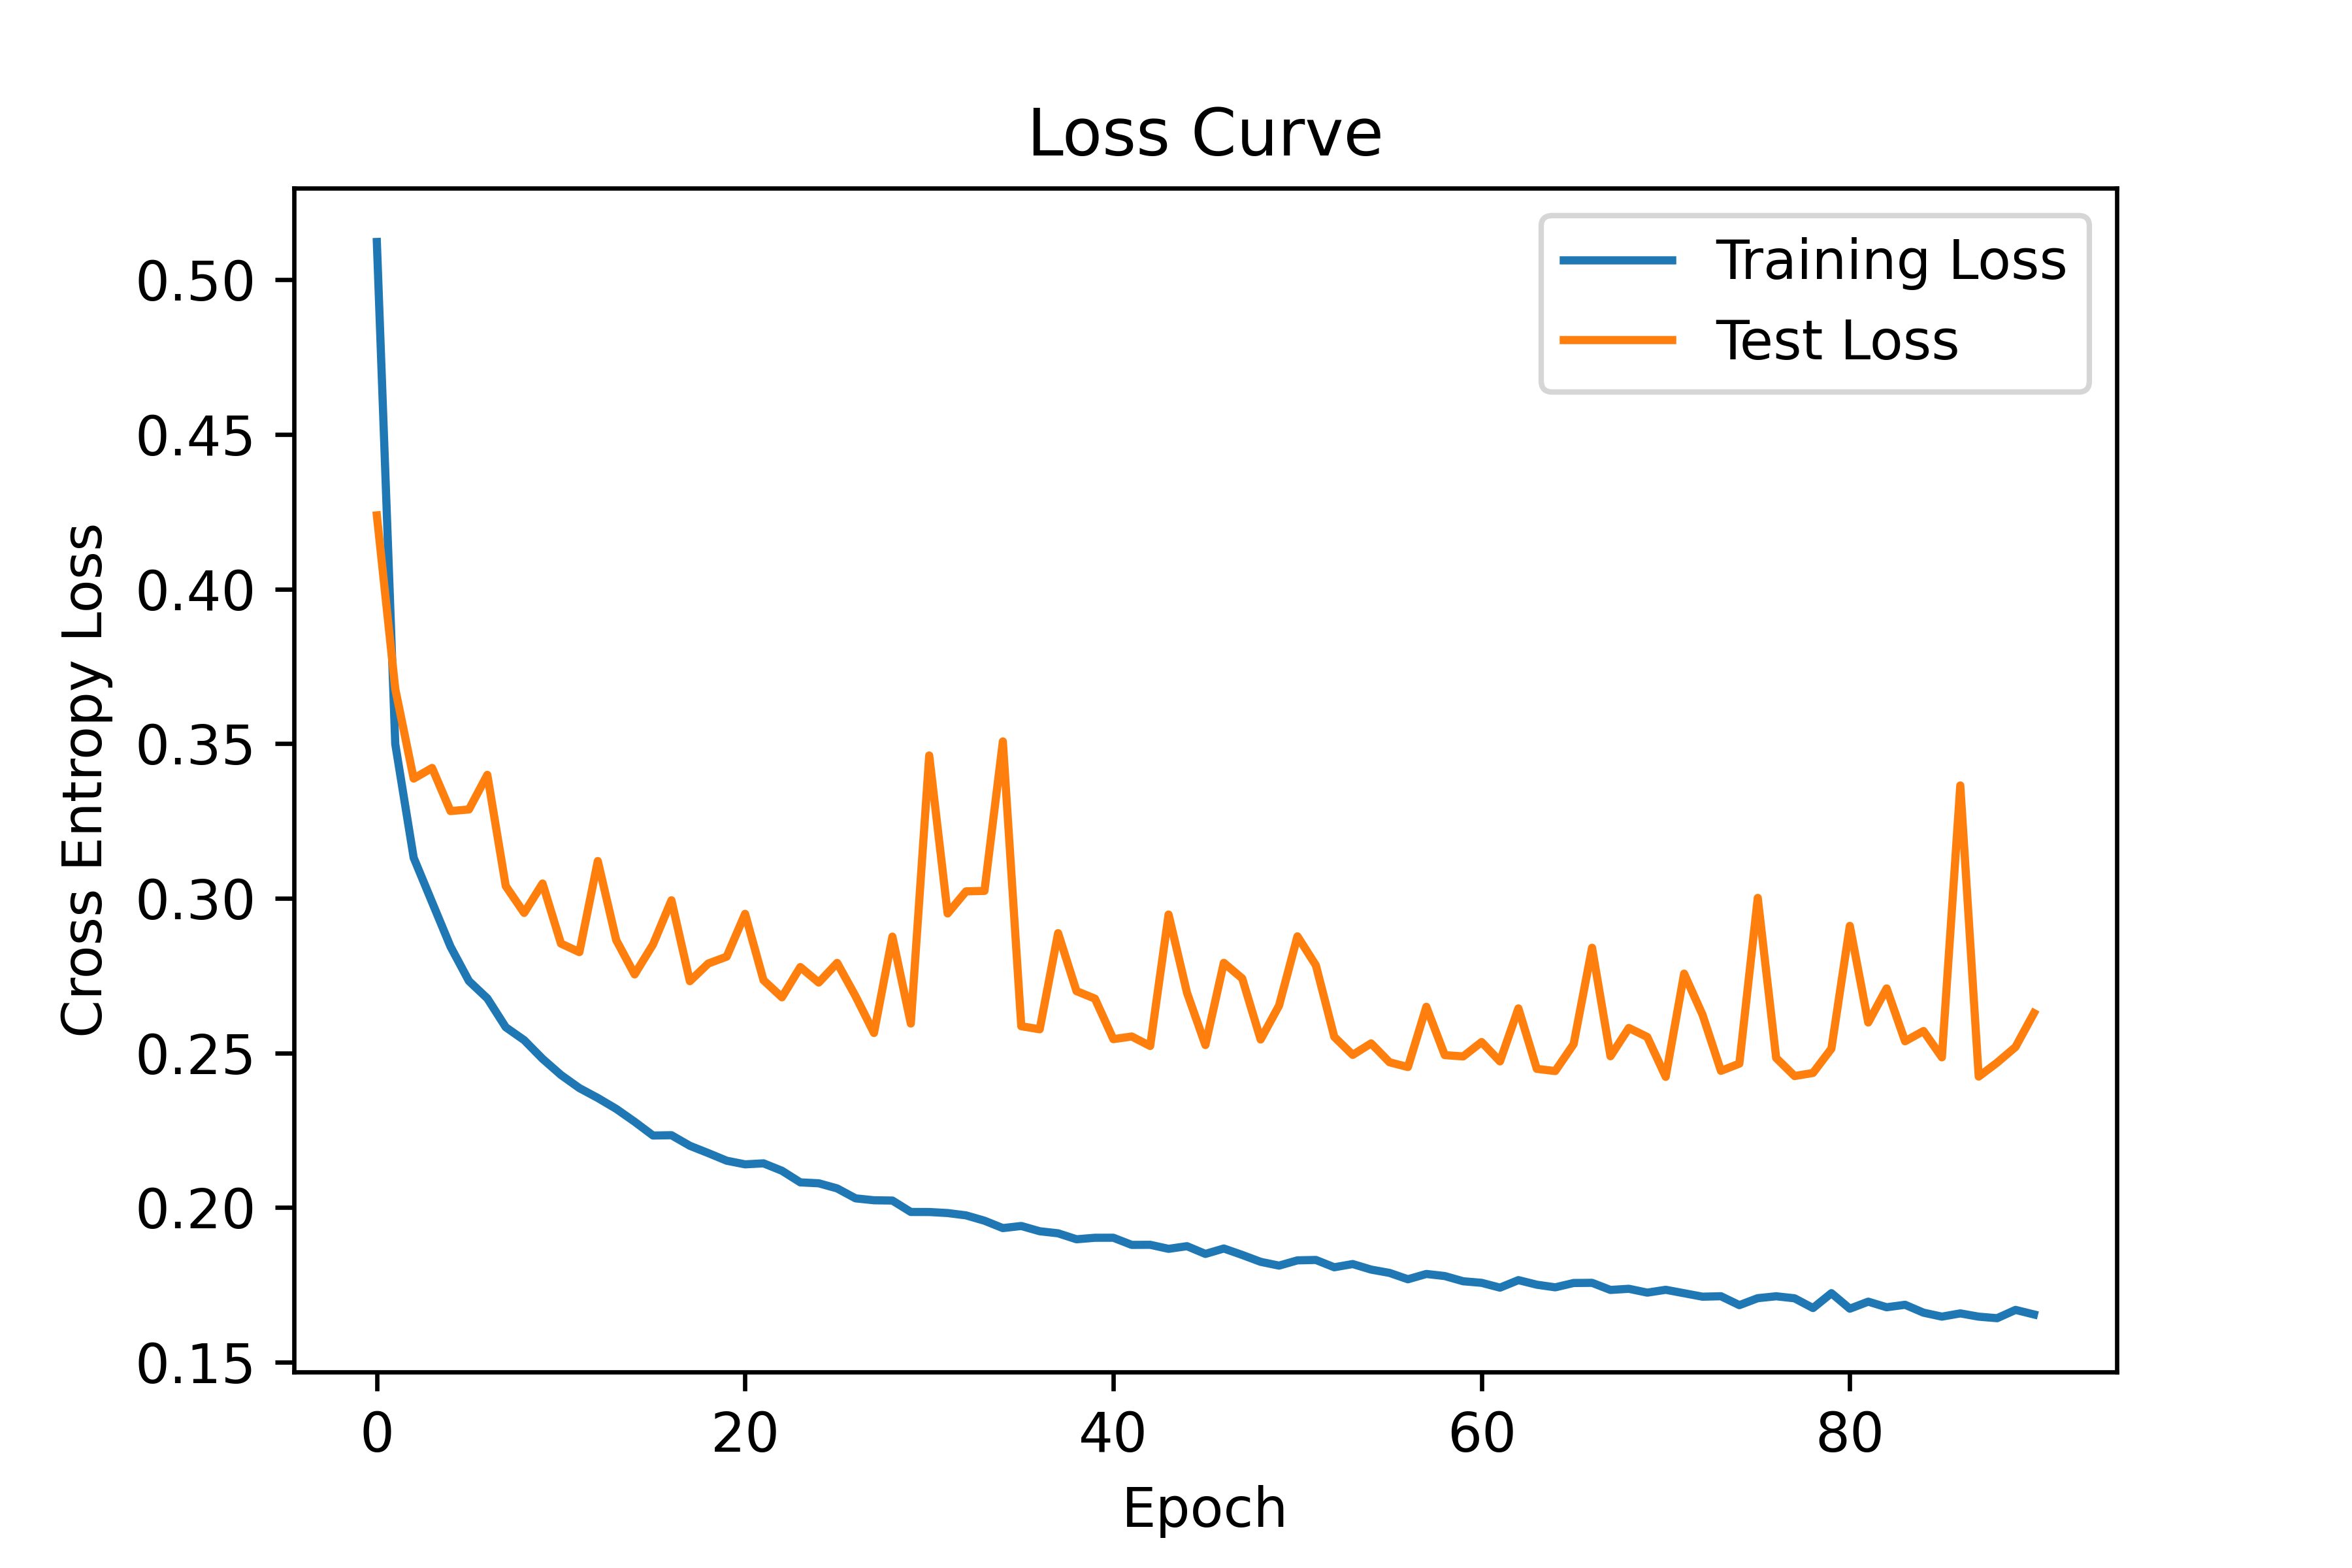 Loss Curve
Training Loss
Test Loss
Cross Entropy Loss
0.50
0.45
0.40
0.35
0.30
0.25
0.20
0.15
0 20 40 60 80
Epoch